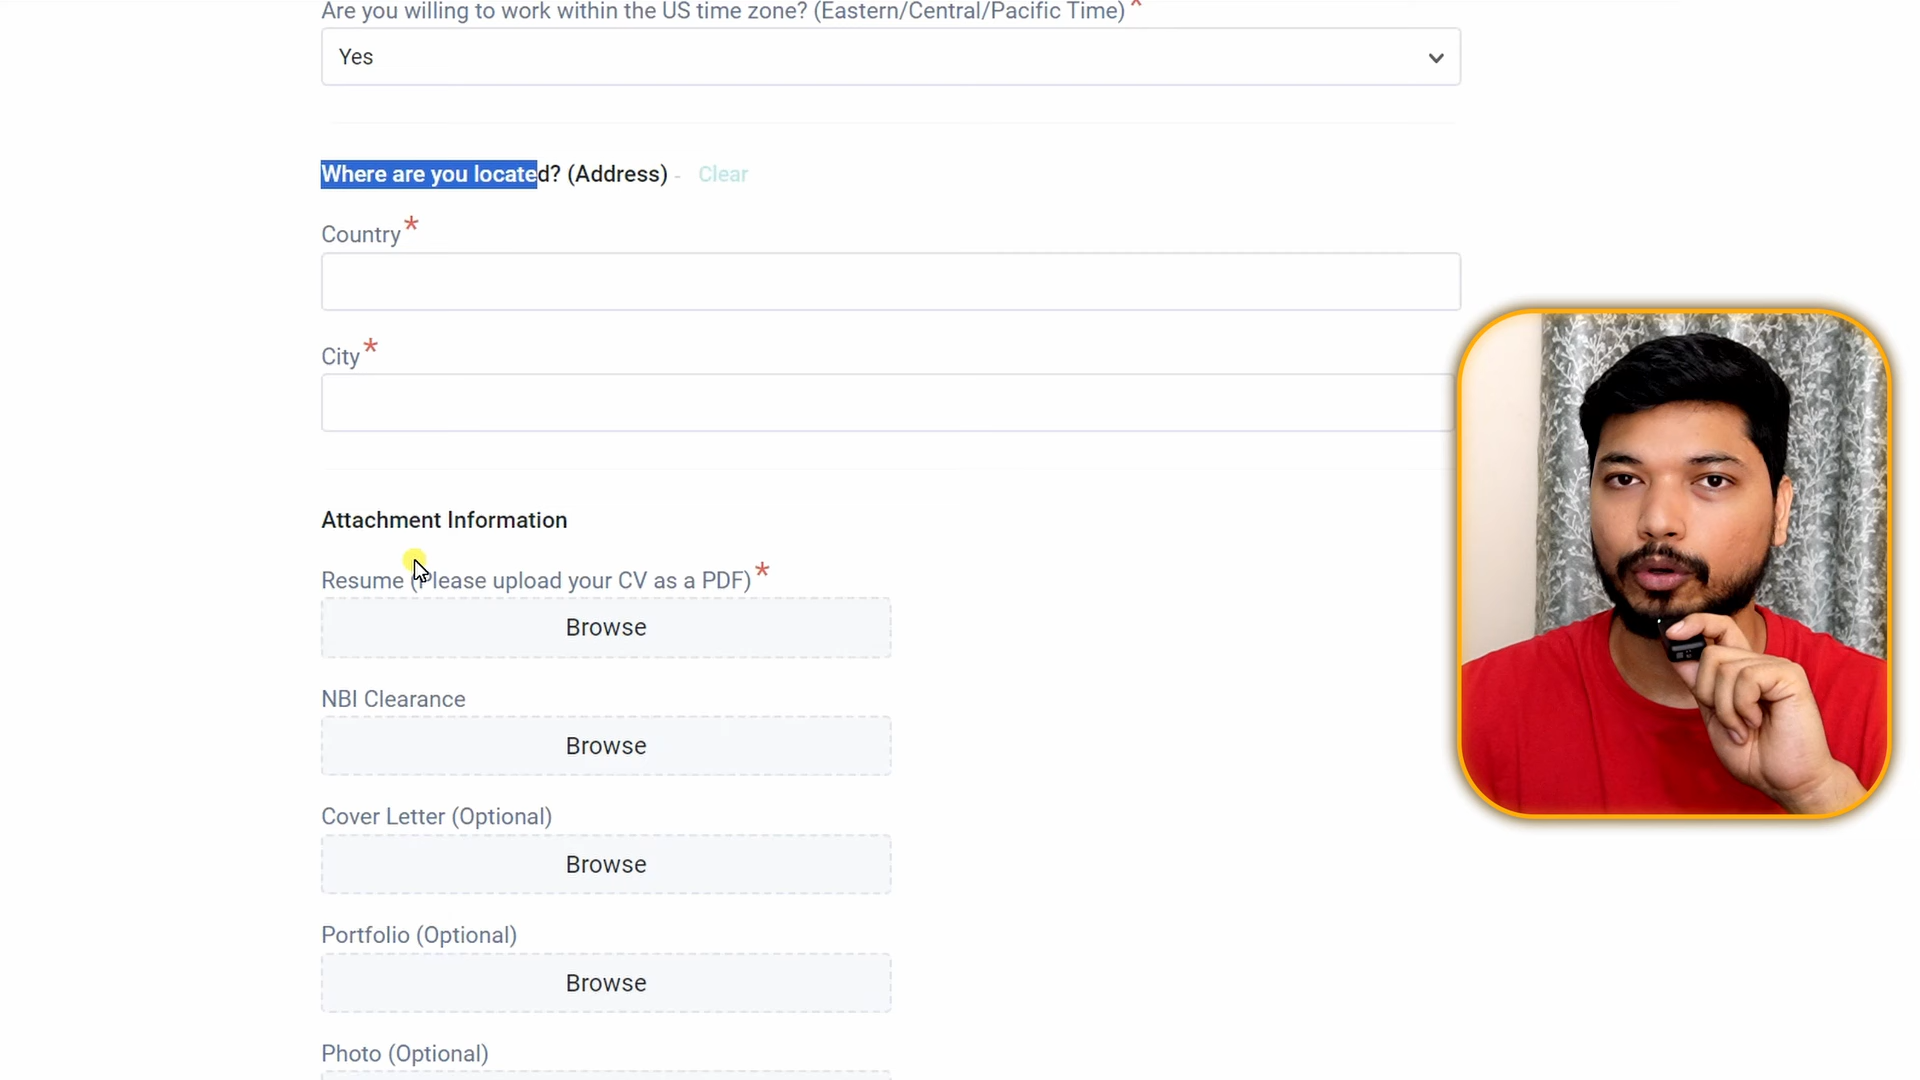 Are you willing to work within the US time zone? (Eastern/Central/Pacific Time) *
Yes
Where are you located? (Address) - Clear
Country *
City *
Attachment Information
Resume (Please upload your CV as a PDF) *
Browse
NBI Clearance
Browse
Cover Letter (Optional)
Browse
Portfolio (Optional)
Browse
Photo (Optional)